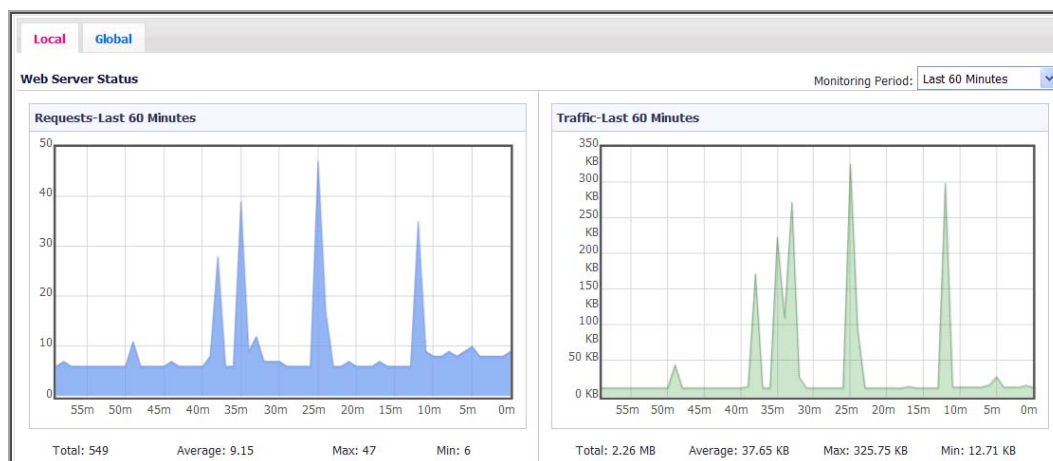 Local Global
Web Server Status
Monitoring Period: Last 60 Minutes
Requests-Last 60 Minutes
50
40
30
20
10
0
55m 50m 45m 40m 35m 30m 25m 20m 15m 10m 5m 0m
Total: 549 Average: 9.15 Max: 47 Min: 6
Traffic-Last 60 Minutes
350
KB
300
KB
250
KB
200
KB
150
KB
100
KB
50 KB
0 KB
55m 50m 45m 40m 35m 30m 25m 20m 15m 10m 5m 0m
Total: 2.26 MB Average: 37.65 KB Max: 325.75 KB Min: 12.71 KB